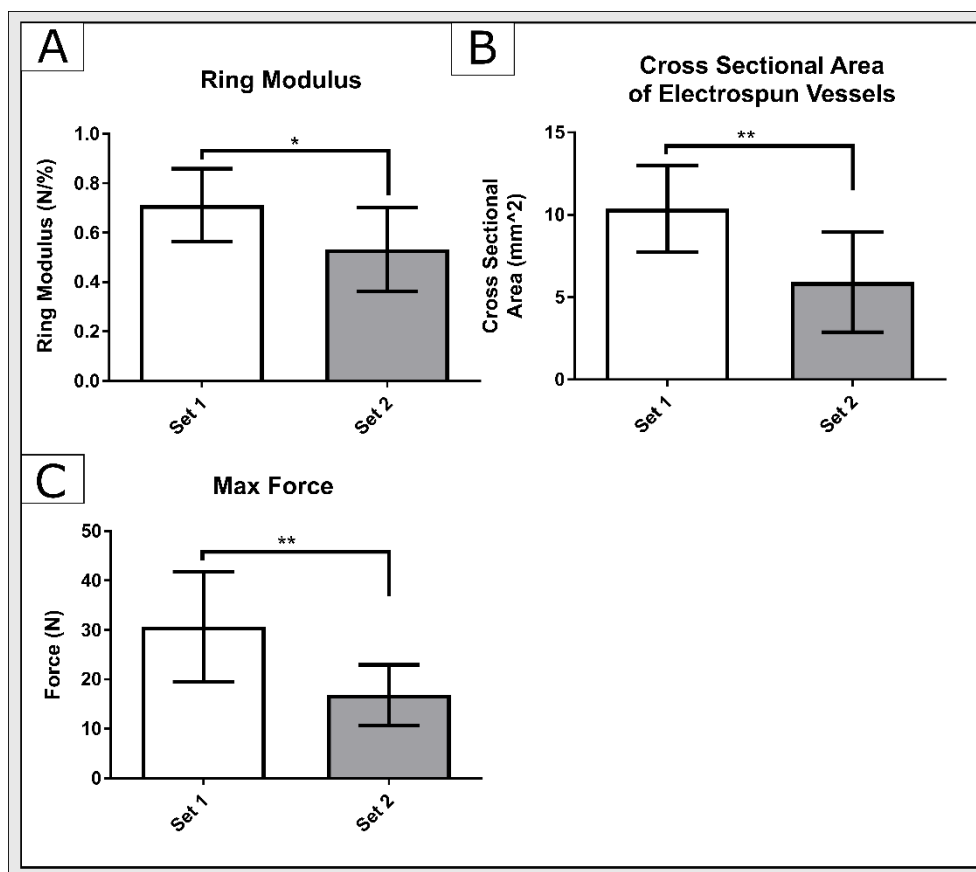 A
Ring Modulus
Ring Modulus (N/%)
1.0
0.8
0.6
0.4
0.2
0.0
*
Set 1
Set 2
B
Cross Sectional Area
of Electrospun Vessels
Cross Sectional
Area (mm^2)
15
10
5
0
**
Set 1
Set 2
C
Max Force
Force (N)
50
40
30
20
10
0
**
Set 1
Set 2